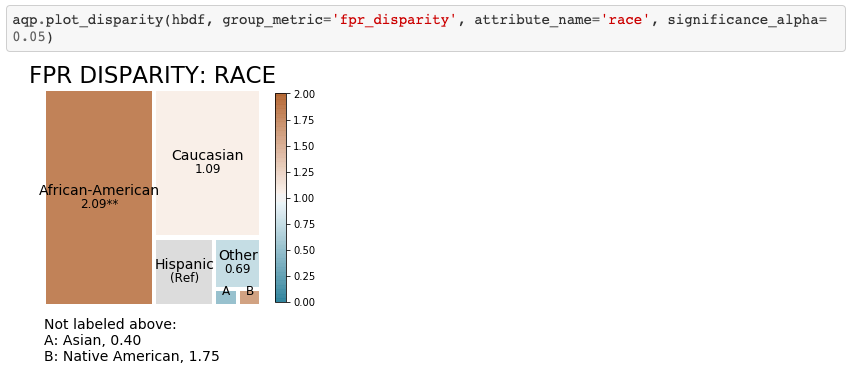 aqp.plot_disparity(hbdf, group_metric='fpr_disparity', attribute_name='race', significance_alpha=
0.05)
FPR DISPARITY: RACE
African-American
2.09**
Caucasian
1.09
Hispanic
(Ref)
Other
0.69
A
B
2.00
1.75
1.50
1.25
1.00
0.75
0.50
0.25
0.00
Not labeled above:
A: Asian, 0.40
B: Native American, 1.75